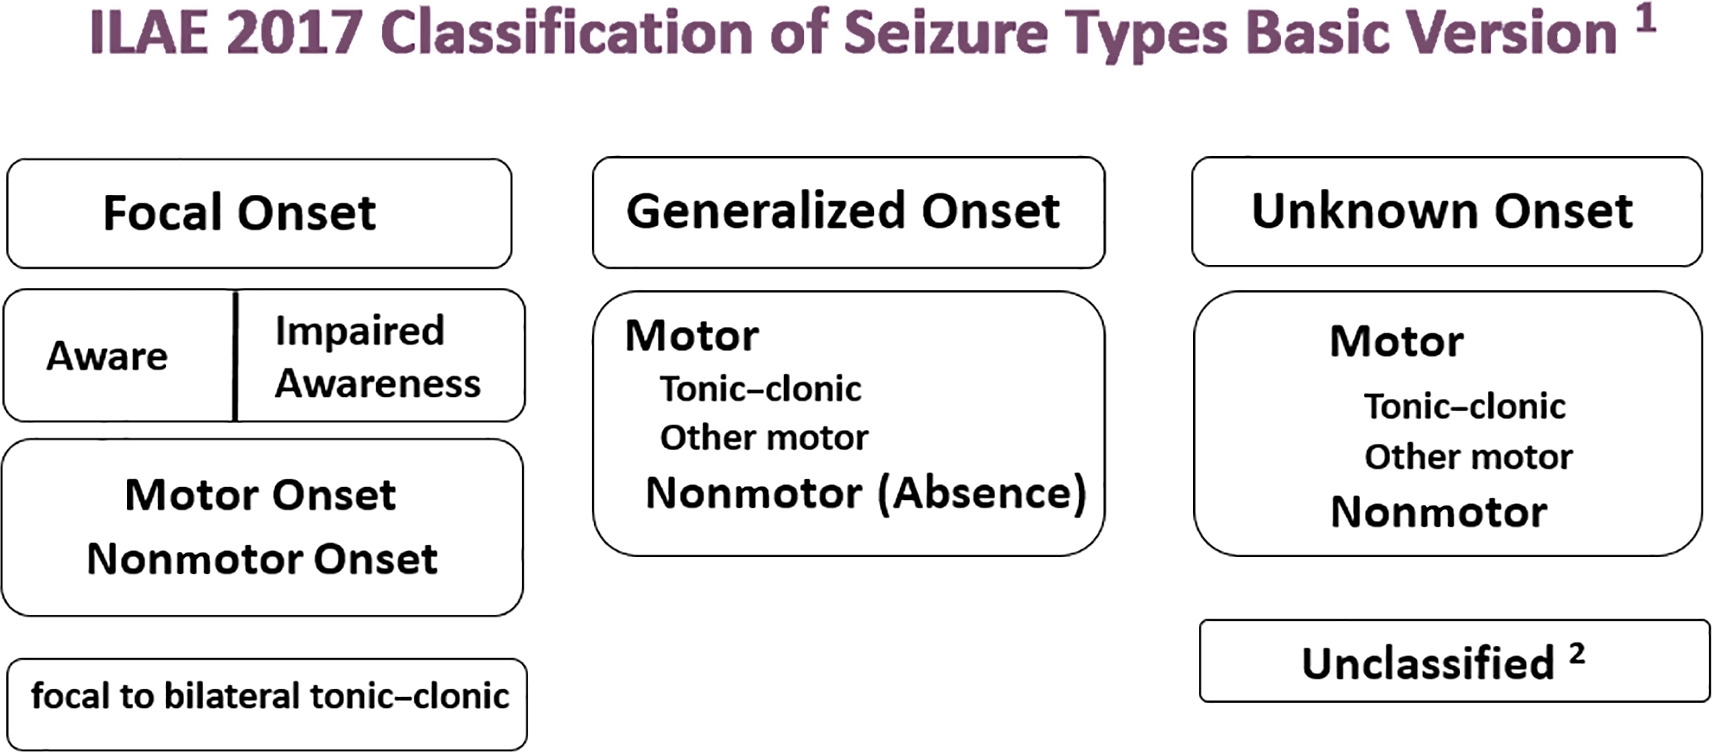 ILAE 2017 Classification of Seizure Types Basic Version ¹
Focal Onset
Aware
Impaired
Awareness
Motor Onset
Nonmotor Onset
focal to bilateral tonic–clonic
Generalized Onset
Motor
Tonic–clonic
Other motor
Nonmotor (Absence)
Unknown Onset
Motor
Tonic–clonic
Other motor
Nonmotor
Unclassified ²